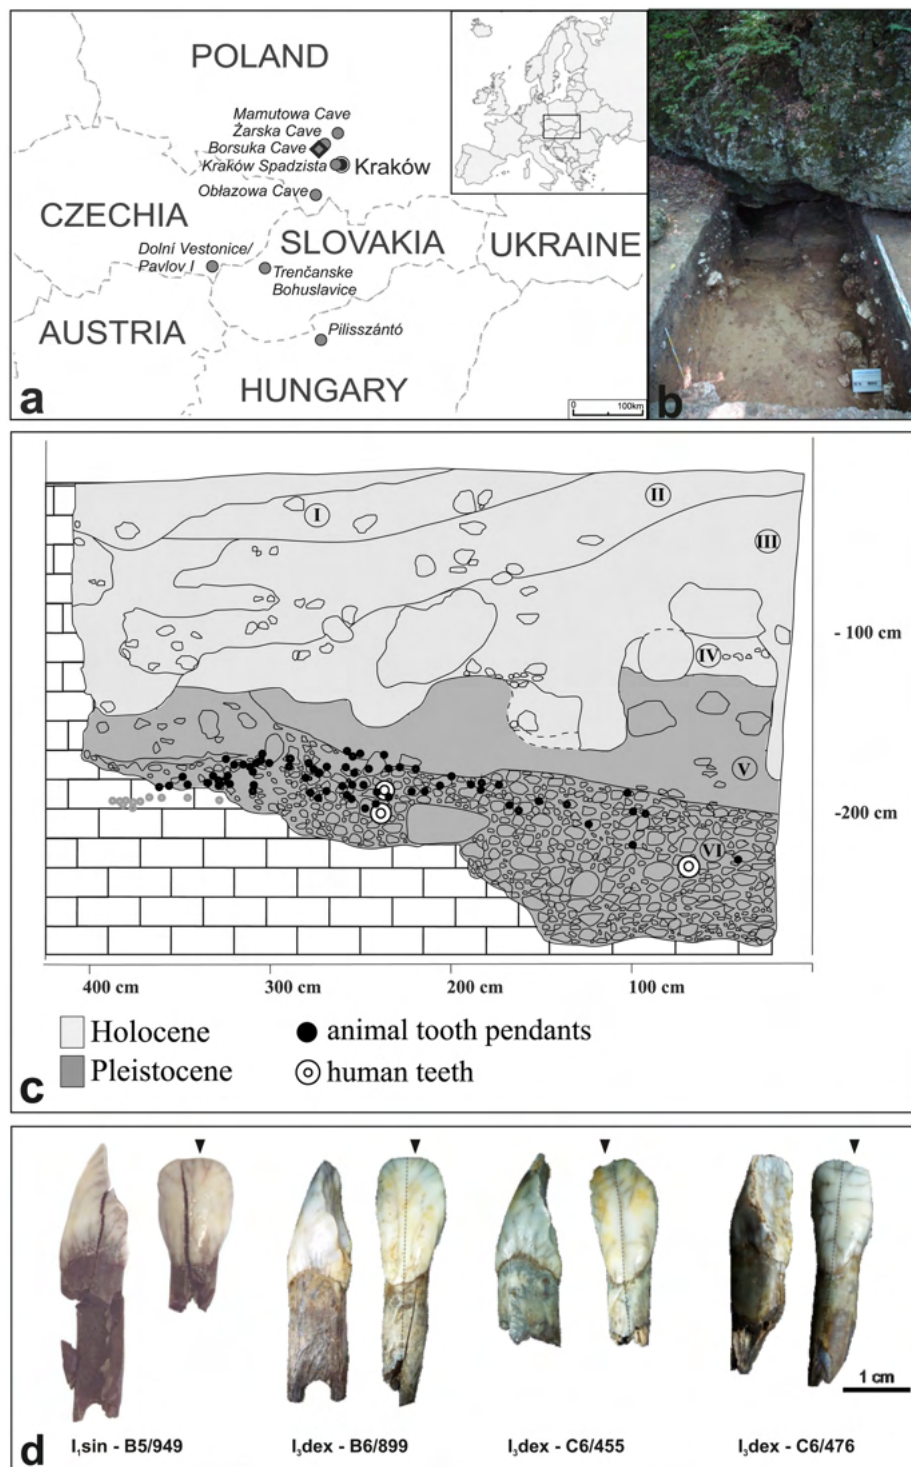 POLAND
Mamutowa Cave
Żarska Cave
Borsuka Cave
Kraków Spadzista
Kraków
Obłazowa Cave
CZECHIA
SLOVAKIA
UKRAINE
Dolní Vestonice/
Pavlov I
Trenčanske
Bohuslavice
AUSTRIA
Pilisszántó
HUNGARY
0 100km
a
b
I
II
III
- 100 cm
IV
V
-200 cm
VI
400 cm 300 cm 200 cm 100 cm
Holocene
animal tooth pendants
Pleistocene
human teeth
c
1 cm
d
I₁sin - B5/949
I₃dex - B6/899
I₃dex - C6/455
I₃dex - C6/476